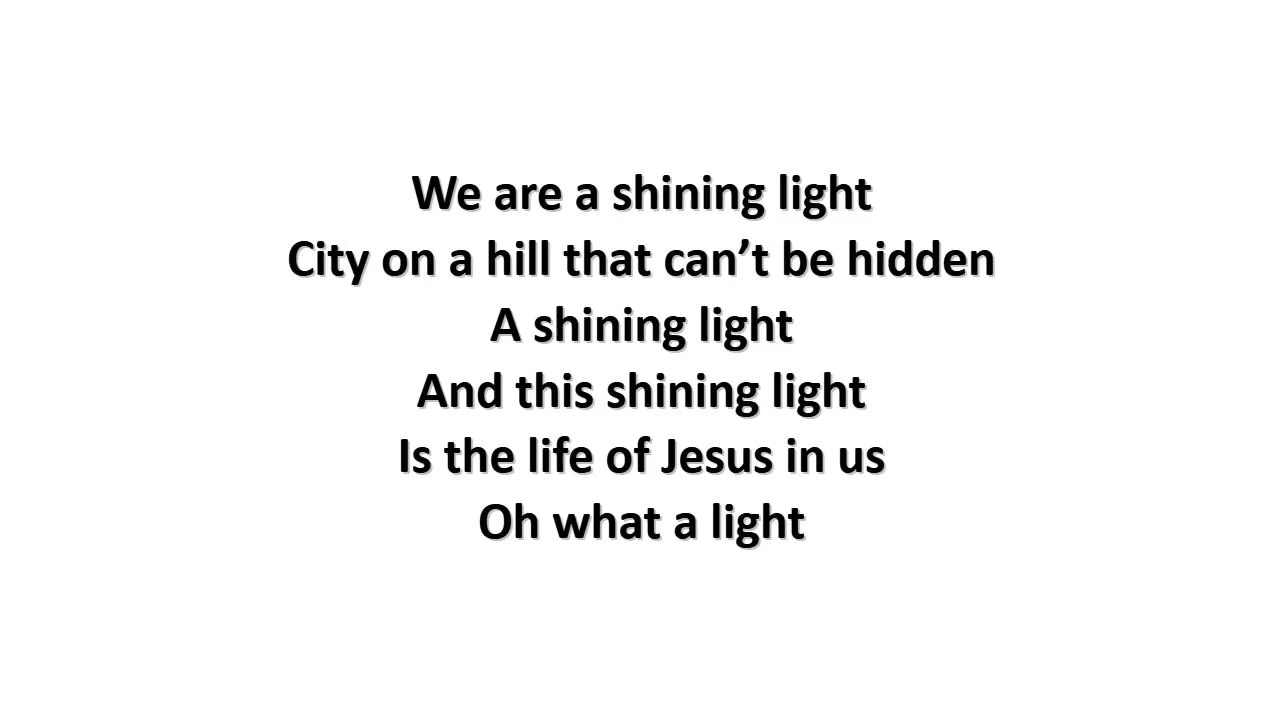 We are a shining light
City on a hill that can’t be hidden
A shining light
And this shining light
Is the life of Jesus in us
Oh what a light